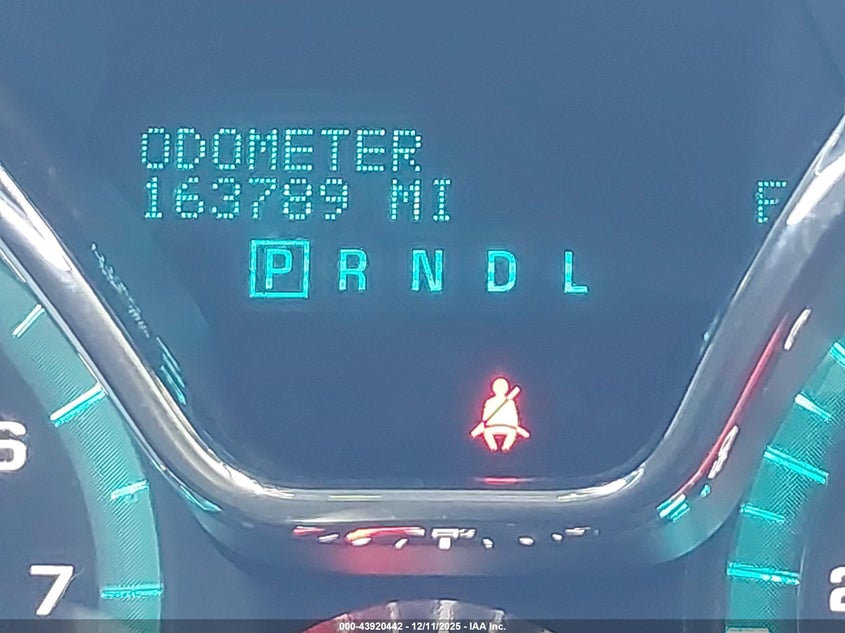 ODOMETER
163789 MI
P R N D L
6
7
2
000-43920442 - 12/11/2025 - IAA Inc.